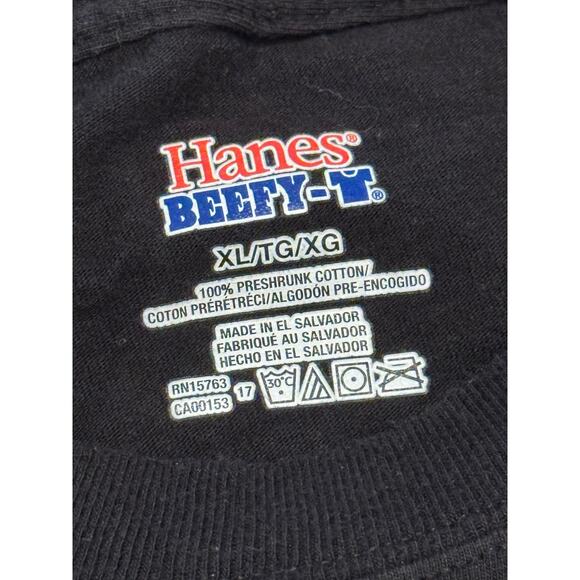 Hanes®
BEEFY-T®
XL/TG/XG
100% PRESHRUNK COTTON/
COTON PRÉRÉTRÉCI/ALGODÓN PRE-ENCOGIDO
MADE IN EL SALVADOR
FABRIQUÉ AU SALVADOR
HECHO EN EL SALVADOR
RN15763
CA00153
17
30°C